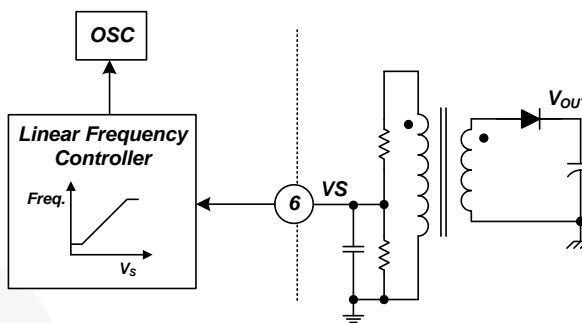 OSC
Linear Frequency
Controller
Freq.
VS
6
VS
VOUT